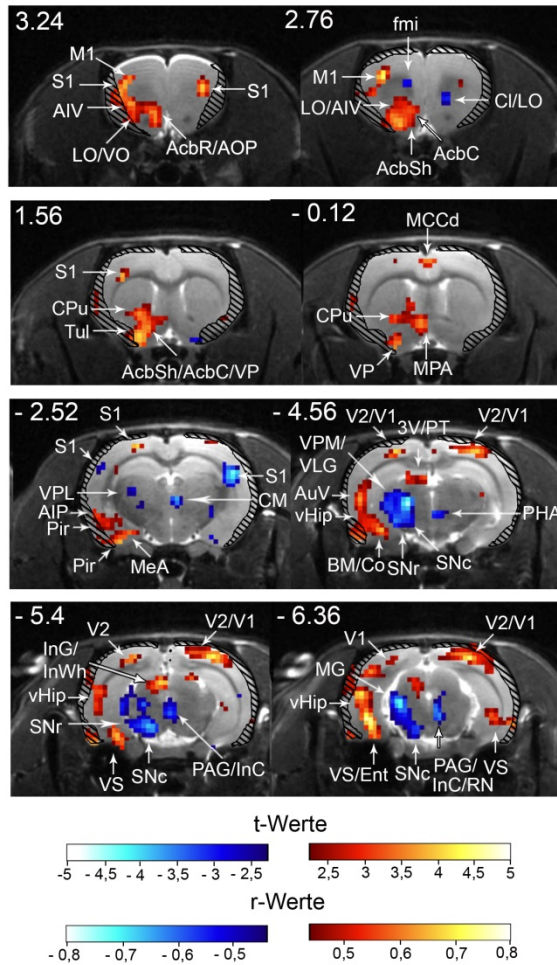 3.24
M1
S1
AIV
LO/VO
AcbR/AOP
S1
2.76
fmi
M1
LO/AIV
Cl/LO
AcbC
AcbSh
1.56
S1
CPu
Tul
AcbSh/AcbC/VP
- 0.12
MCCd
CPu
VP
MPA
- 2.52
S1
S1
VPL
AIP
Pir
Pir
MeA
S1
CM
- 4.56
V2/V1
3V/PT
V2/V1
VPM/
VLG
AuV
vHip
BM/Co
SNr
SNc
PHA
- 5.4
V2
V2/V1
InG/
InWh
vHip
SNr
VS
SNc
PAG/InC
- 6.36
V1
V2/V1
MG
vHip
VS/Ent
SNc
PAG/
InC/RN
VS
t-Werte
-5 - 4,5 - 4 - 3,5 - 3 - 2,5
2,5 3 3,5 4 4,5 5
r-Werte
- 0,8 - 0,7 - 0,6 - 0,5
0,5 0,6 0,7 0,8